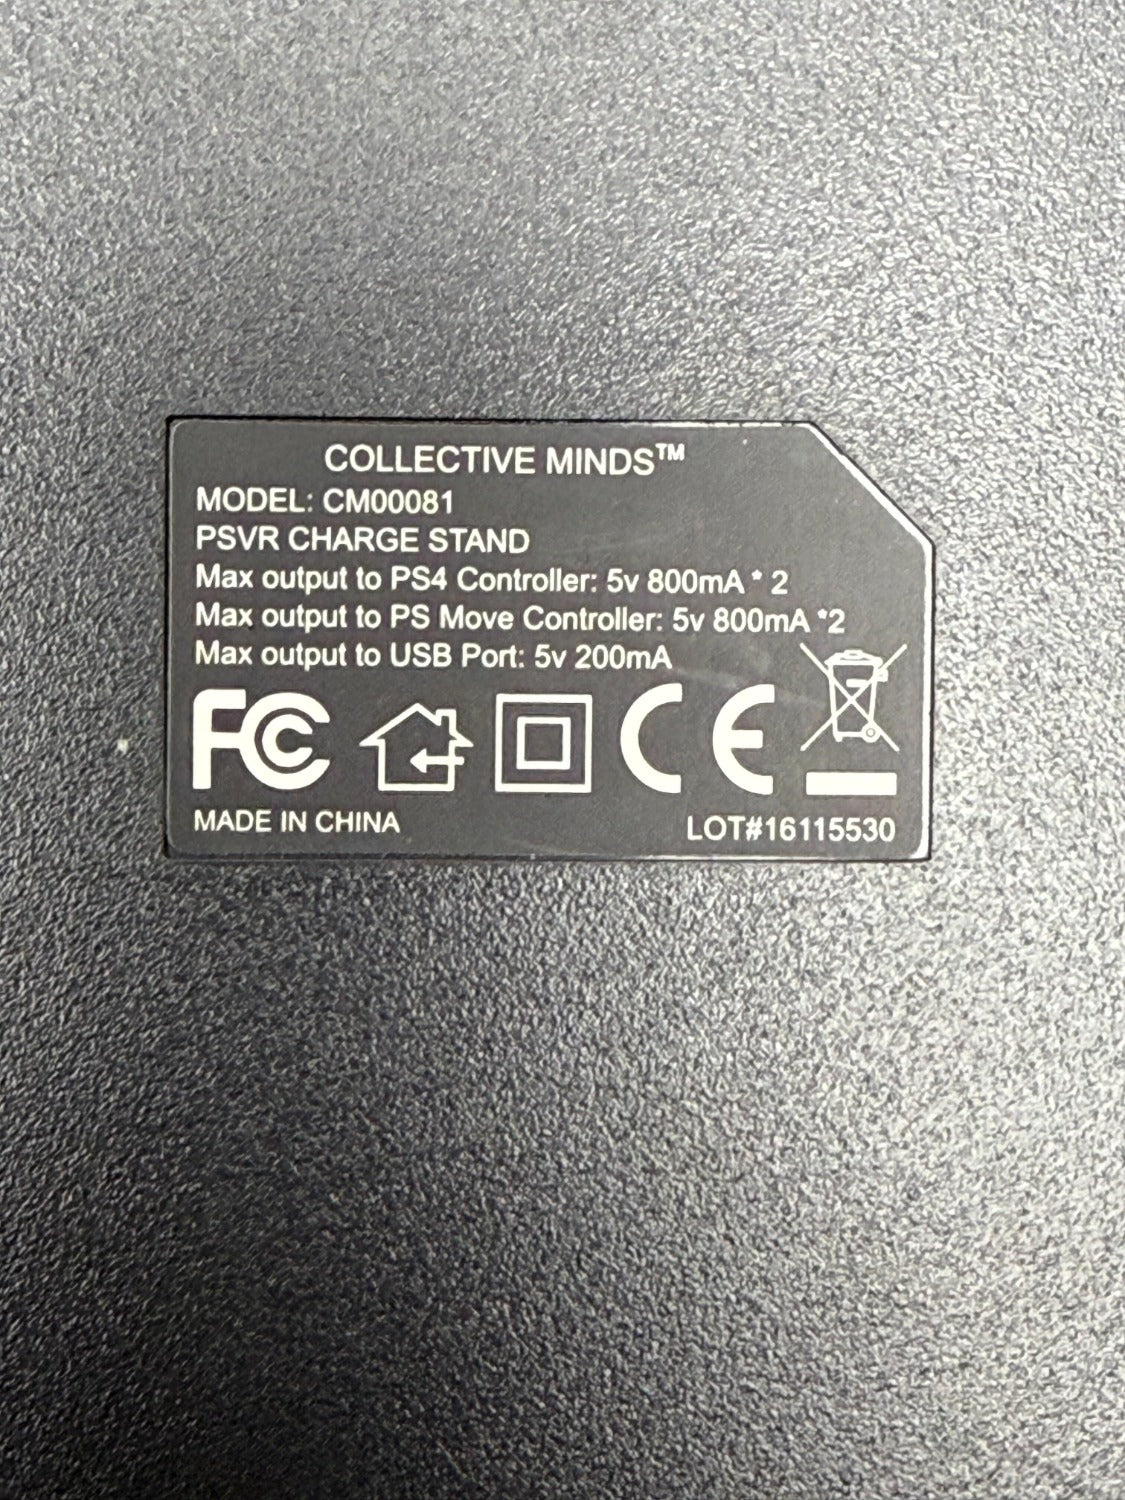 COLLECTIVE MINDS™
MODEL: CM00081
PSVR CHARGE STAND
Max output to PS4 Controller: 5v 800mA * 2
Max output to PS Move Controller: 5v 800mA *2
Max output to USB Port: 5v 200mA
FC CE
MADE IN CHINA LOT#16115530